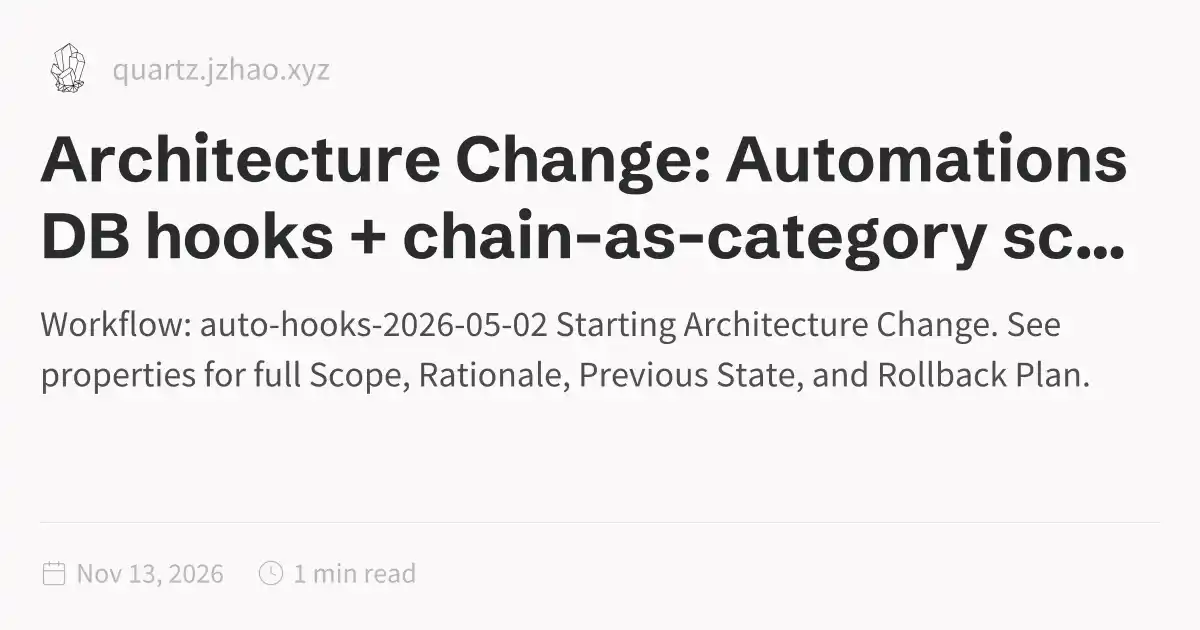 quartz.jzhao.xyz
Architecture Change: Automations
DB hooks + chain-as-category sc...
Workflow: auto-hooks-2026-05-02 Starting Architecture Change. See
properties for full Scope, Rationale, Previous State, and Rollback Plan.
Nov 13, 2026 1 min read